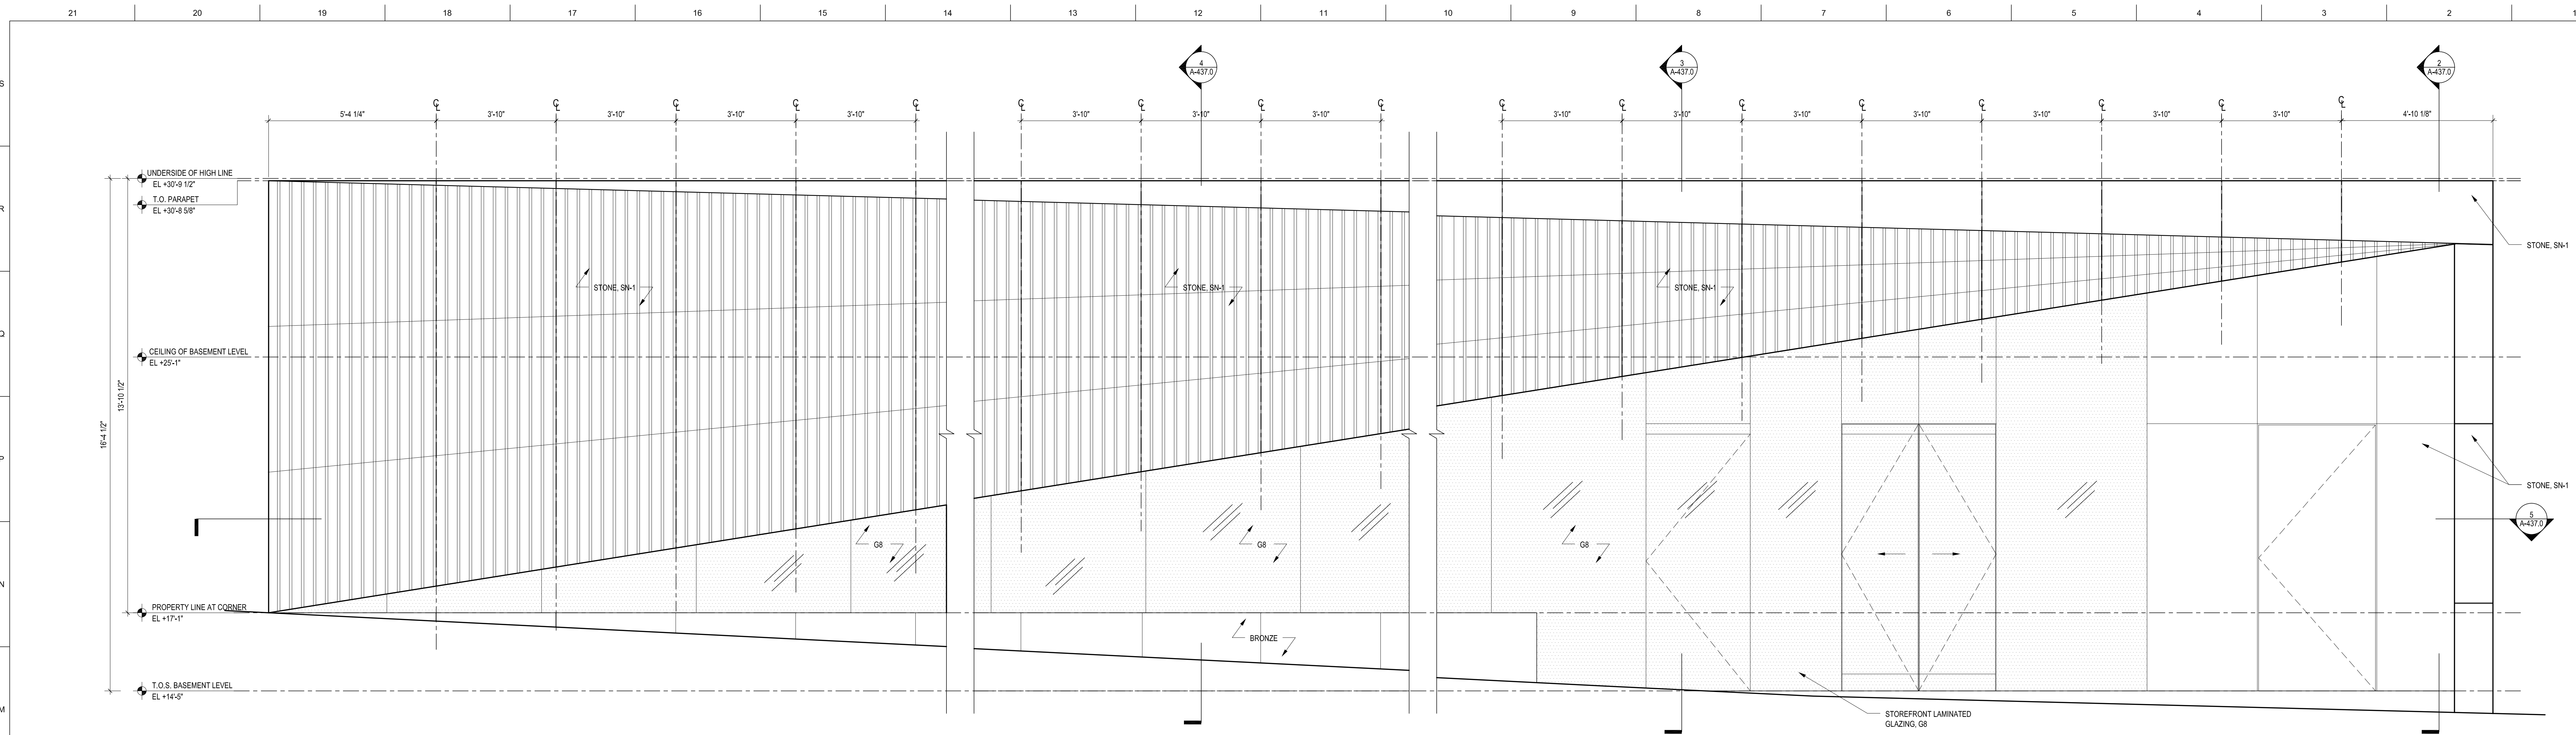 21 20 19 18 17 16 15 14 13 12 11 10 9 8 7 6 5 4 3 2 1
S
4
A-437.0
3
A-437.0
2
A-437.0
℄ ℄ ℄ ℄ ℄ ℄ ℄ ℄ ℄ ℄ ℄ ℄ ℄ ℄ ℄ ℄ ℄
5'-4 1/4" 3'-10" 3'-10" 3'-10" 3'-10" 3'-10" 3'-10" 3'-10" 3'-10" 3'-10" 3'-10" 3'-10" 3'-10" 3'-10" 3'-10" 4'-10 1/8"
UNDERSIDE OF HIGH LINE
EL +30'-9 1/2"
T.O. PARAPET
EL +30'-8 5/8"
R
STONE, SN-1
STONE, SN-1
STONE, SN-1
STONE, SN-1
Q
CEILING OF BASEMENT LEVEL
EL +25'-1"
13'-10 1/2"
16'-4 1/2"
P
STONE, SN-1
5
A-437.0
G8
G8
G8
N
PROPERTY LINE AT CORNER
EL +17'-1"
BRONZE
T.O.S. BASEMENT LEVEL
EL +14'-5"
M
STOREFRONT LAMINATED
GLAZING, G8